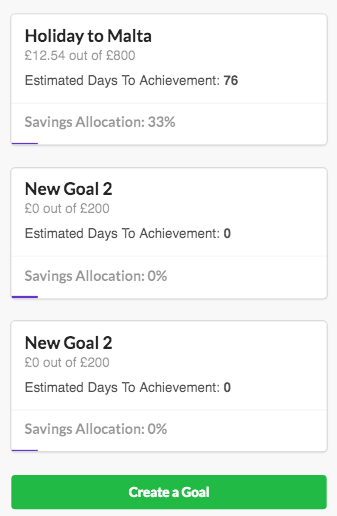 Holiday to Malta
£12.54 out of £800
Estimated Days To Achievement: 76
Savings Allocation: 33%
New Goal 2
£0 out of £200
Estimated Days To Achievement: 0
Savings Allocation: 0%
New Goal 2
£0 out of £200
Estimated Days To Achievement: 0
Savings Allocation: 0%
Create a Goal